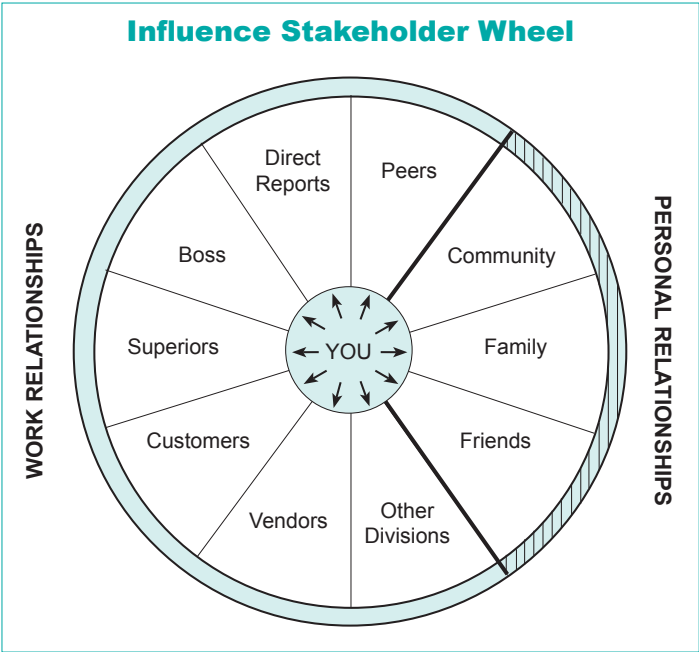 Influence Stakeholder Wheel
WORK RELATIONSHIPS
PERSONAL RELATIONSHIPS
Direct
Reports
Peers
Boss
Community
Superiors
YOU
Family
Customers
Friends
Vendors
Other
Divisions